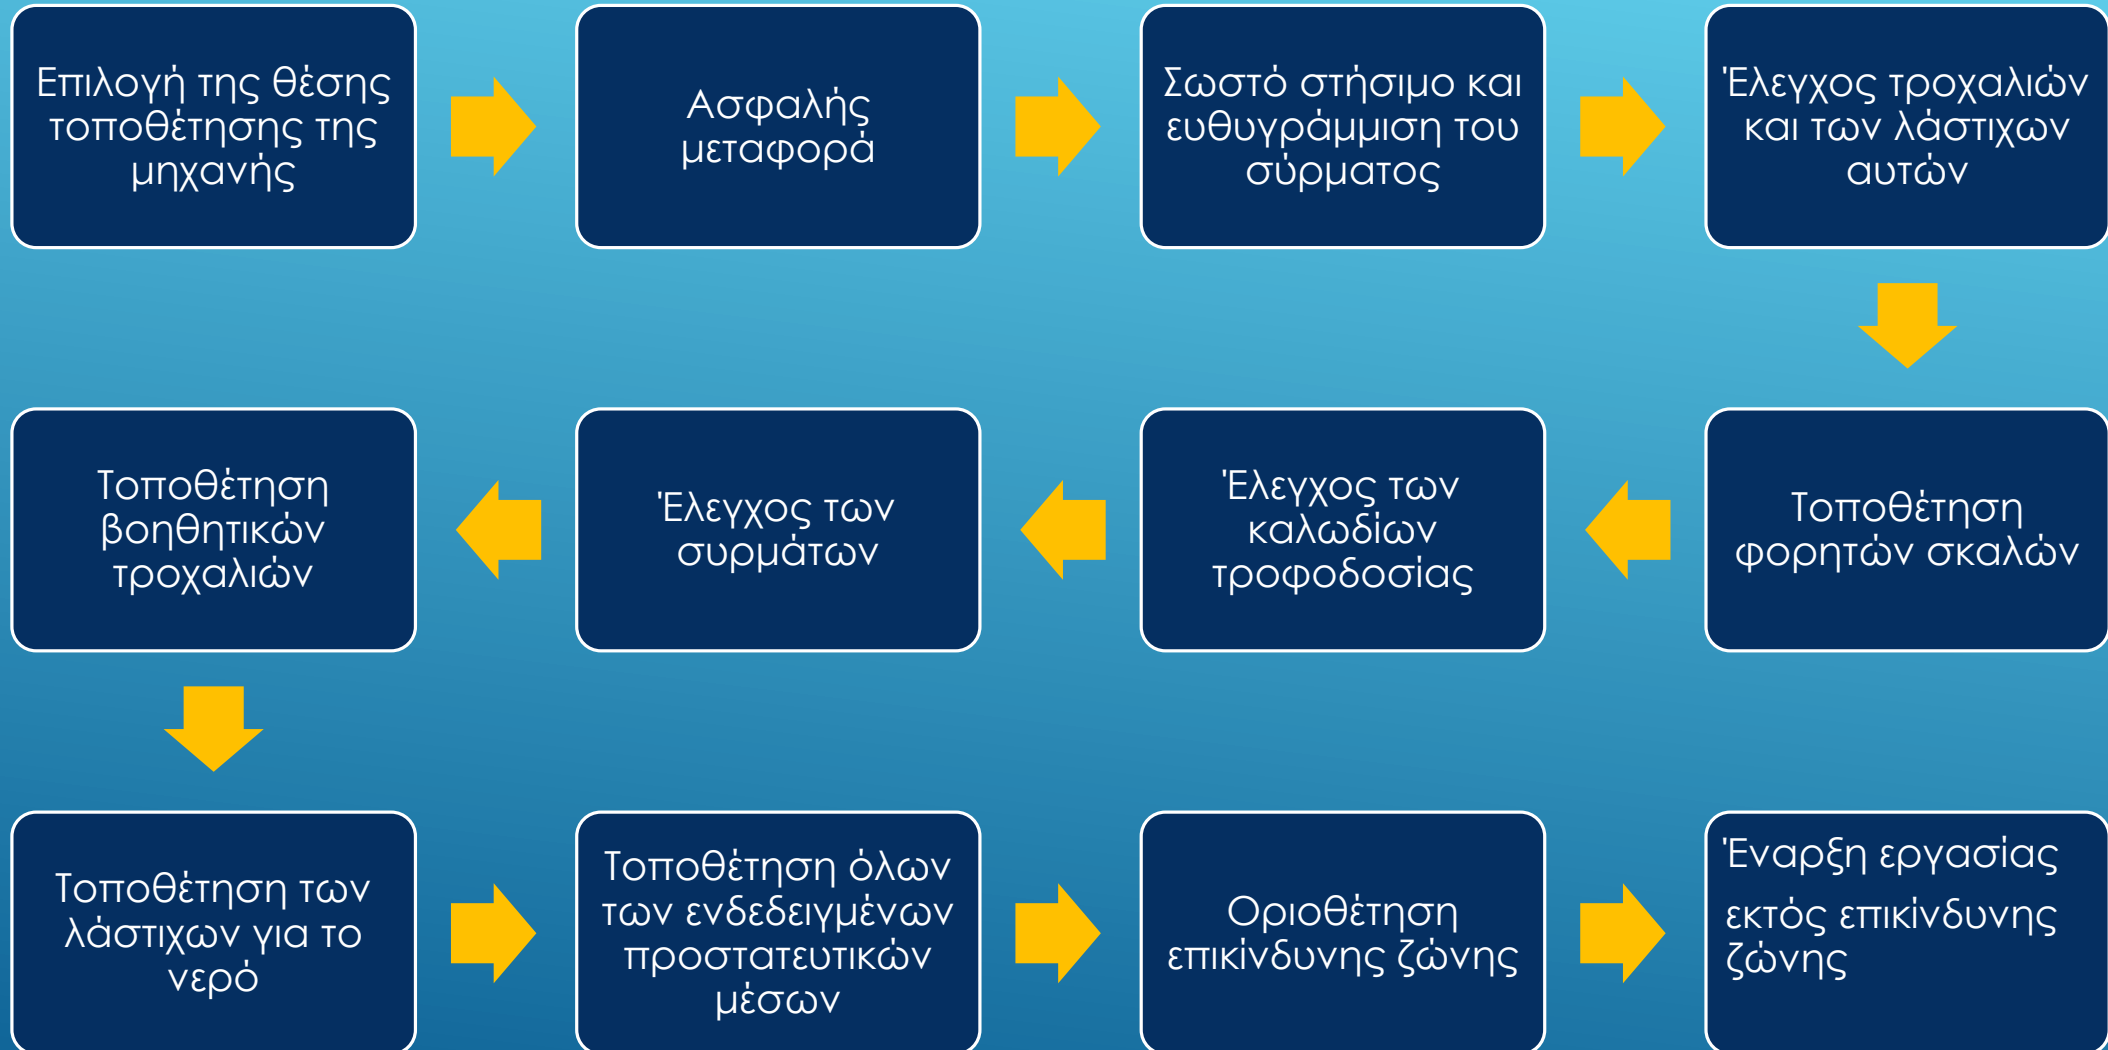 Επιλογή της θέσης
τοποθέτησης της
μηχανής
Ασφαλής
μεταφορά
Σωστό στήσιμο και
ευθυγράμμιση του
σύρματος
Έλεγχος τροχαλιών
και των λάστιχων
αυτών
Τοποθέτηση
φορητών σκαλών
Έλεγχος των
καλωδίων
τροφοδοσίας
Έλεγχος των
συρμάτων
Τοποθέτηση
βοηθητικών
τροχαλιών
Τοποθέτηση των
λάστιχων για το
νερό
Τοποθέτηση όλων
των ενδεδειγμένων
προστατευτικών
μέσων
Οριοθέτηση
επικίνδυνης ζώνης
Έναρξη εργασίας
εκτός επικίνδυνης
ζώνης